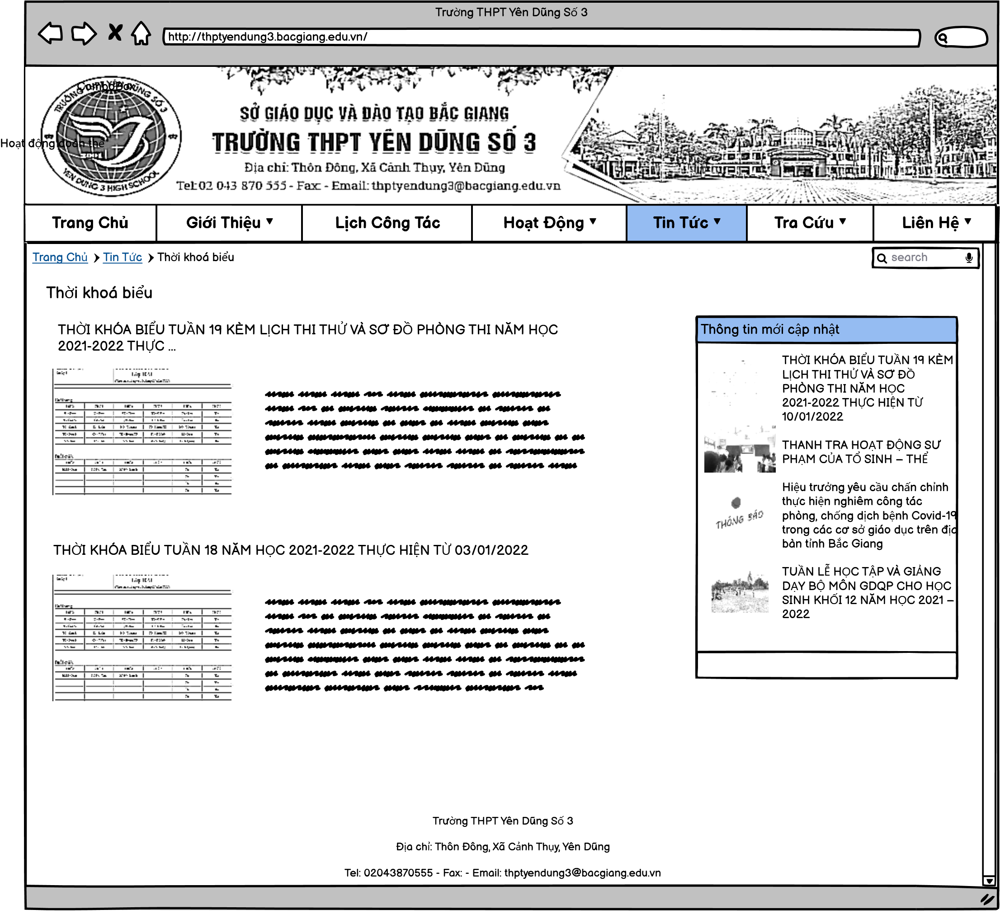 Trường THPT Yên Dũng Số 3
http://thptyendung3.bacgiang.edu.vn/
ComboBox
TRƯỜNG THPT YÊN DŨNG SỐ 3
Hoạt động đoàn thể
2001
YEN DUNG 3 HIGH SCHOOL
SỞ GIÁO DỤC VÀ ĐÀO TẠO BẮC GIANG
TRƯỜNG THPT YÊN DŨNG SỐ 3
Địa chỉ: Thôn Đông, Xã Cảnh Thụy, Yên Dũng
Tel: 02 043 870 555 - Fax: - Email: thptyendung3@bacgiang.edu.vn
Trang Chủ Giới Thiệu Lịch Công Tác Hoạt Động Tin Tức Tra Cứu Liên Hệ
Trang Chủ Tin Tức Thời khoá biểu
search
Thời khoá biểu
THỜI KHÓA BIỂU TUẦN 19 KÈM LỊCH THI THỬ VÀ SƠ ĐỒ PHÒNG THI NĂM HỌC
2021-2022 THỰC ...
THỜI KHÓA BIỂU TUẦN 18 NĂM HỌC 2021-2022 THỰC HIỆN TỪ 03/01/2022
Thông tin mới cập nhật
THỜI KHÓA BIỂU TUẦN 19 KÈM
LỊCH THI THỬ VÀ SƠ ĐỒ
PHÒNG THI NĂM HỌC
2021-2022 THỰC HIỆN TỪ
10/01/2022
THANH TRA HOẠT ĐỘNG SƯ
PHẠM CỦA TỔ SINH – THỂ
THÔNG BÁO
Hiệu trưởng yêu cầu chấn chỉnh
thực hiện nghiêm công tác
phòng, chống dịch bệnh Covid-19
trong các cơ sở giáo dục trên địa
bàn tỉnh Bắc Giang
TUẦN LỄ HỌC TẬP VÀ GIẢNG
DẠY BỘ MÔN GDQP CHO HỌC
SINH KHỐI 12 NĂM HỌC 2021 –
2022
Trường THPT Yên Dũng Số 3
Địa chỉ: Thôn Đông, Xã Cảnh Thụy, Yên Dũng
Tel: 02043870555 - Fax: - Email: thptyendung3@bacgiang.edu.vn